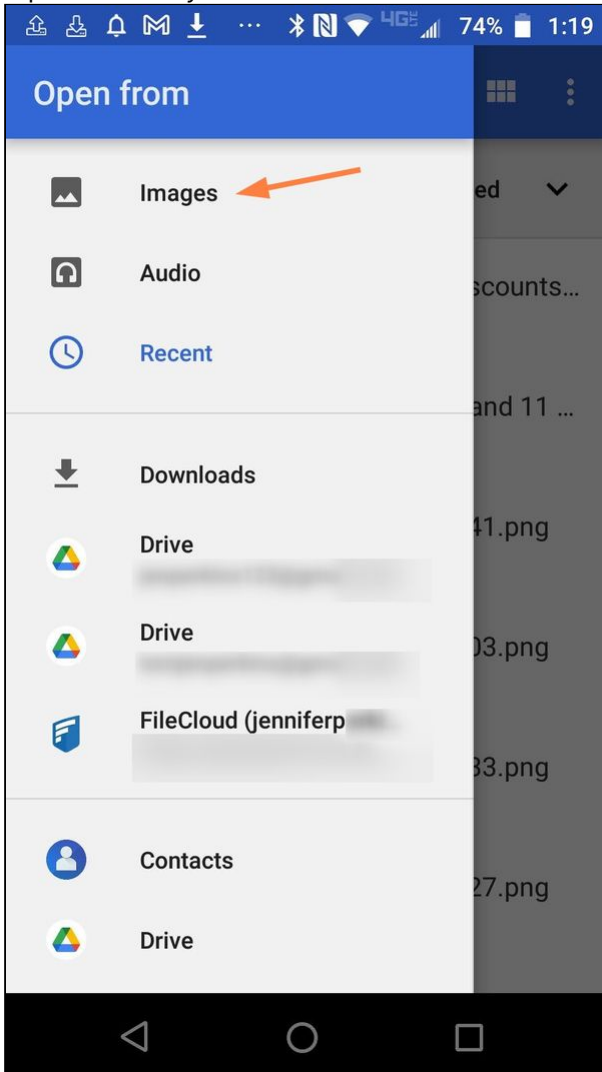 74% 1:19
Open from
Images
ed
Audio
scounts...
Recent
and 11 ...
Downloads
41.png
Drive
Drive
03.png
FileCloud (jenniferp
33.png
Contacts
27.png
Drive